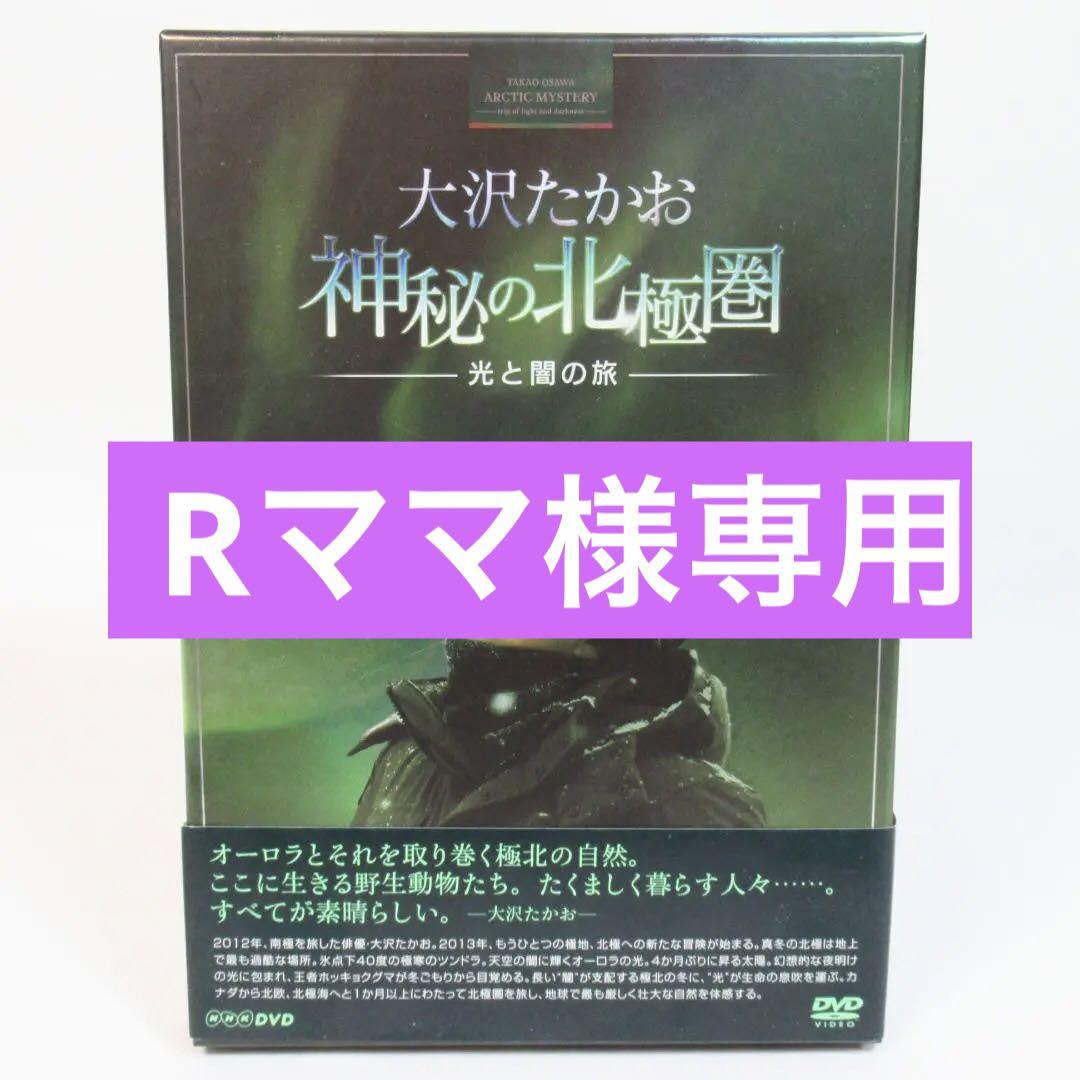 TAKAO OSAWA
ARCTIC MYSTERY
trip of light and darkness
大沢たかお
神秘の北極圏
光と闇の旅
Rママ様専用
オーロラとそれを取り巻く極北の自然。
ここに生きる野生動物たち。たくましく暮らす人々……。
すべてが素晴らしい。―大沢たかお―
2012年、南極を旅した俳優・大沢たかお。2013年、もうひとつの極地、北極への新たな冒険が始まる。真冬の北極は地上
で最も過酷な場所。氷点下40度の極寒のツンドラ。天空の闇に輝くオーロラの光。4か月ぶりに昇る太陽。幻想的な夜明け
の光に包まれ、王者ホッキョクグマが冬ごもりから目覚める。長い“闇”が支配する極北の冬に、“光”が生命の息吹を運ぶ。カ
ナダから北欧、北極海へと1か月以上にわたって北極圏を旅し、地球で最も厳しく壮大な自然を体感する。
NHK DVD
DVD
VIDEO